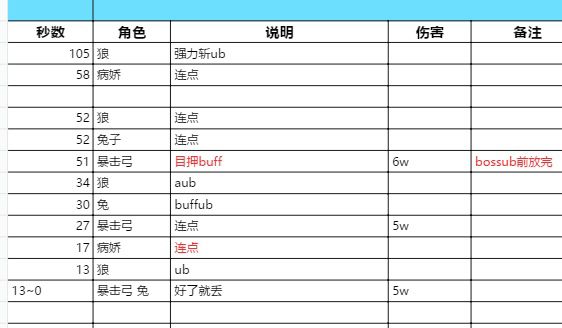 秒数 角色 说明 伤害 备注
105 狼 强力斩ub
58 病娇 连点
52 狼 连点
52 兔子 连点
51 暴击弓 目押buff 6w bossub前放完
34 狼 aub
30 兔 buffub
27 暴击弓 连点 5w
17 病娇 连点
13 狼 ub
13~0 暴击弓 兔 好了就丢 5w